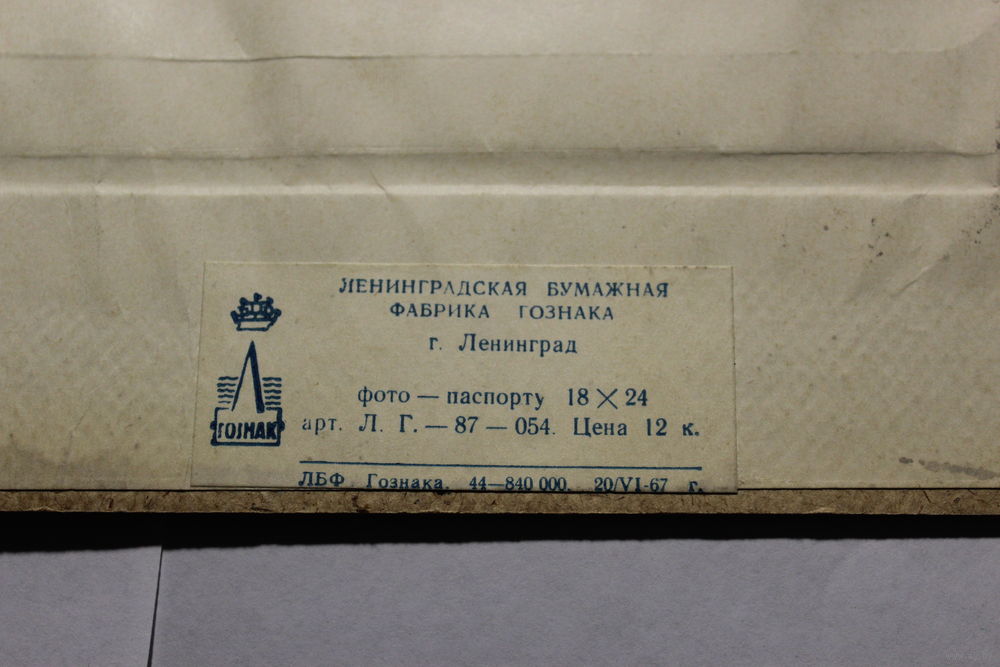 ЛЕНИНГРАДСКАЯ БУМАЖНАЯ
ФАБРИКА ГОЗНАКА
г. Ленинград
фото — паспорту 18 × 24
арт. Л. Г. — 87 — 054. Цена 12 к.
ЛБФ Гознака. 44—840 000. 20/VI-67 г.
ЛБФ
ГОЗНАК